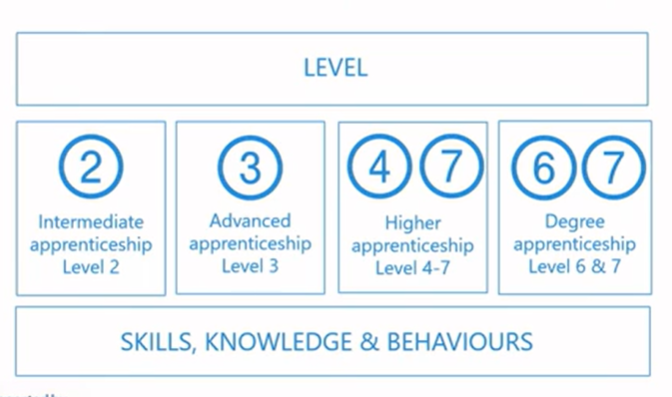 LEVEL
2
Intermediate
apprenticeship
Level 2
3
Advanced
apprenticeship
Level 3
4 7
Higher
apprenticeship
Level 4-7
6 7
Degree
apprenticeship
Level 6 & 7
SKILLS, KNOWLEDGE & BEHAVIOURS